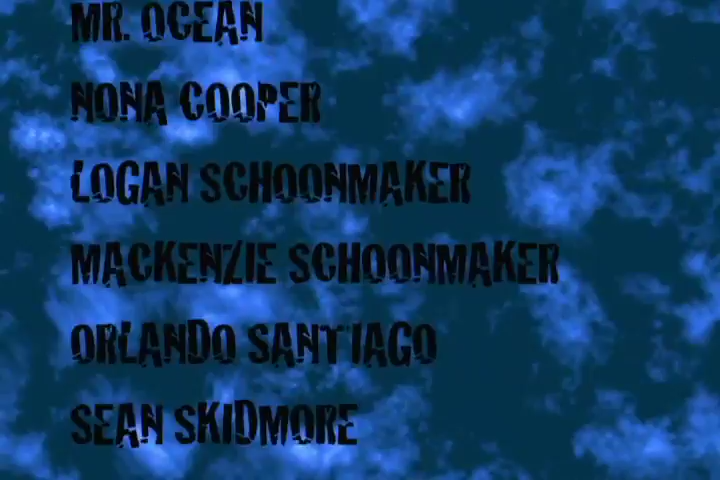 MR. OCEAN
NONA COOPER
LOGAN SCHOONMAKER
MACKENZIE SCHOONMAKER
ORLANDO SANTIAGO
SEAN SKIDMORE